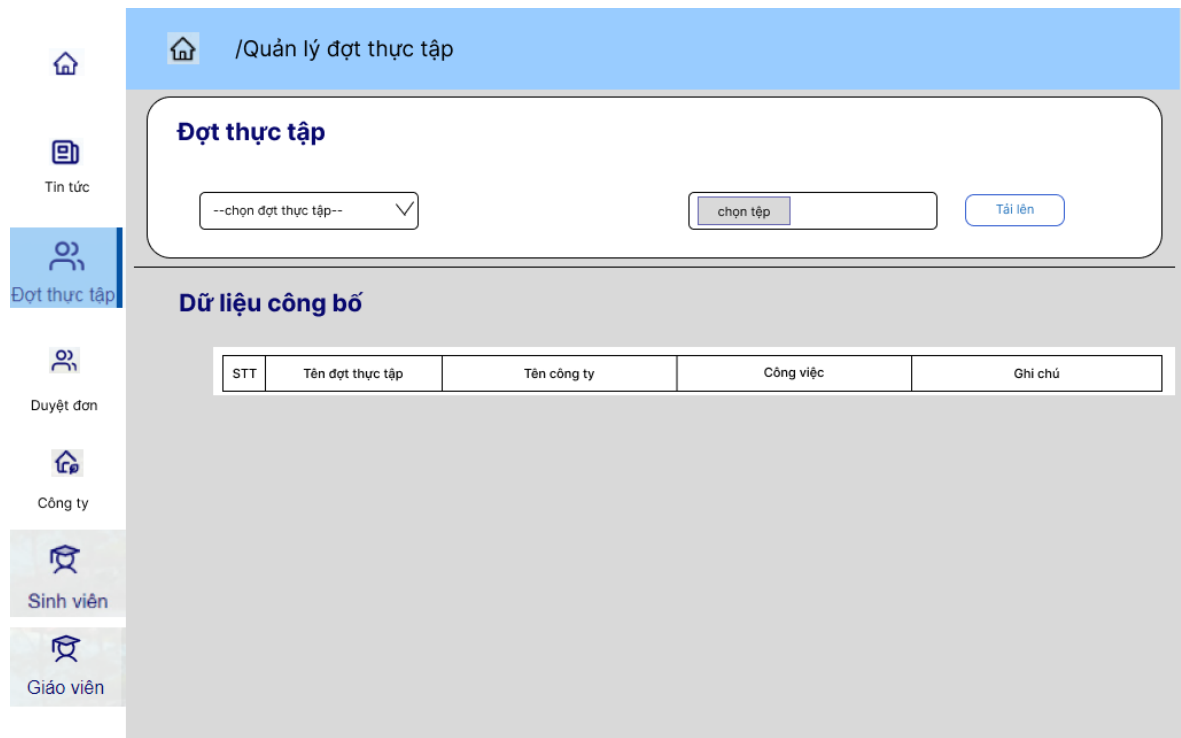 /Quản lý đợt thực tập
Tin tức
Đợt thực tập
Duyệt đơn
Công ty
Sinh viên
Giáo viên
Đợt thực tập
--chọn đợt thực tập--
chọn tệp
Tải lên
Dữ liệu công bố
STT
Tên đợt thực tập
Tên công ty
Công việc
Ghi chú